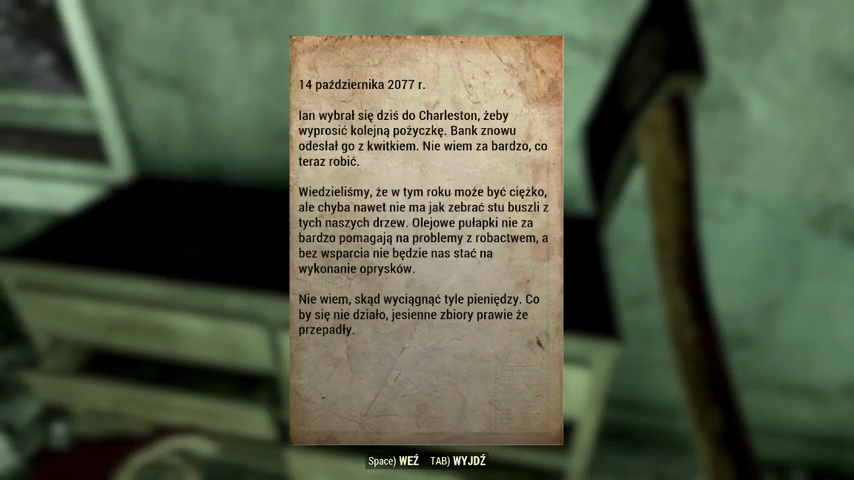 14 października 2077 r.
Ian wybrał się dziś do Charleston, żeby
wyprosić kolejną pożyczkę. Bank znowu
odesłał go z kwitkiem. Nie wiem za bardzo, co
teraz robić.
Wiedzieliśmy, że w tym roku może być ciężko,
ale chyba nawet nie ma jak zebrać stu buszli z
tych naszych drzew. Olejowe pułapki nie za
bardzo pomagają na problemy z robactwem, a
bez wsparcia nie będzie nas stać na
wykonanie oprysków.
Nie wiem, skąd wyciągnąć tyle pieniędzy. Co
by się nie działo, jesienne zbiory prawie że
przepadły.
Space) WEŹ TAB) WYJDŹ